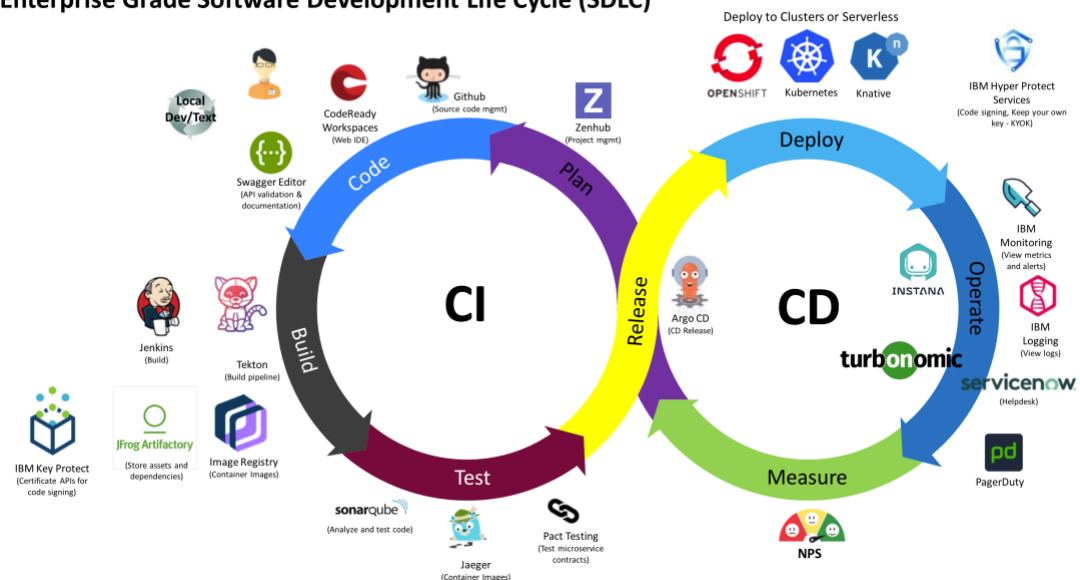 Enterprise Grade Software Development Life Cycle (SDLC)
Deploy to Clusters or Serverless
OPENSHIFT
Kubernetes
K
n
Knative
IBM Hyper Protect
Services
(Code signing, Keep your own
key - KYOK)
Local
Dev/Text
CodeReady
Workspaces
(Web IDE)
Github
(Source code mgmt)
Z
Zenhub
(Project mgmt)
{···}
Swagger Editor
(API validation &
documentation)
Code
Plan
Deploy
Release
Operate
Build
Test
Measure
CI
CD
IBM
Monitoring
(View metrics
and alerts)
INSTANA
Argo CD
(CD Release)
IBM
Logging
(View logs)
turbonomic
servicenow
(Helpdesk)
pd
PagerDuty
Jenkins
(Build)
Tekton
(Build pipeline)
IBM Key Protect
(Certificate APIs for
code signing)
JFrog Artifactory
(Store assets and
dependencies)
Image Registry
(Container Images)
sonarqube
(Analyze and test code)
Jaeger
(Container Images)
Pact Testing
(Test microservice
contracts)
NPS